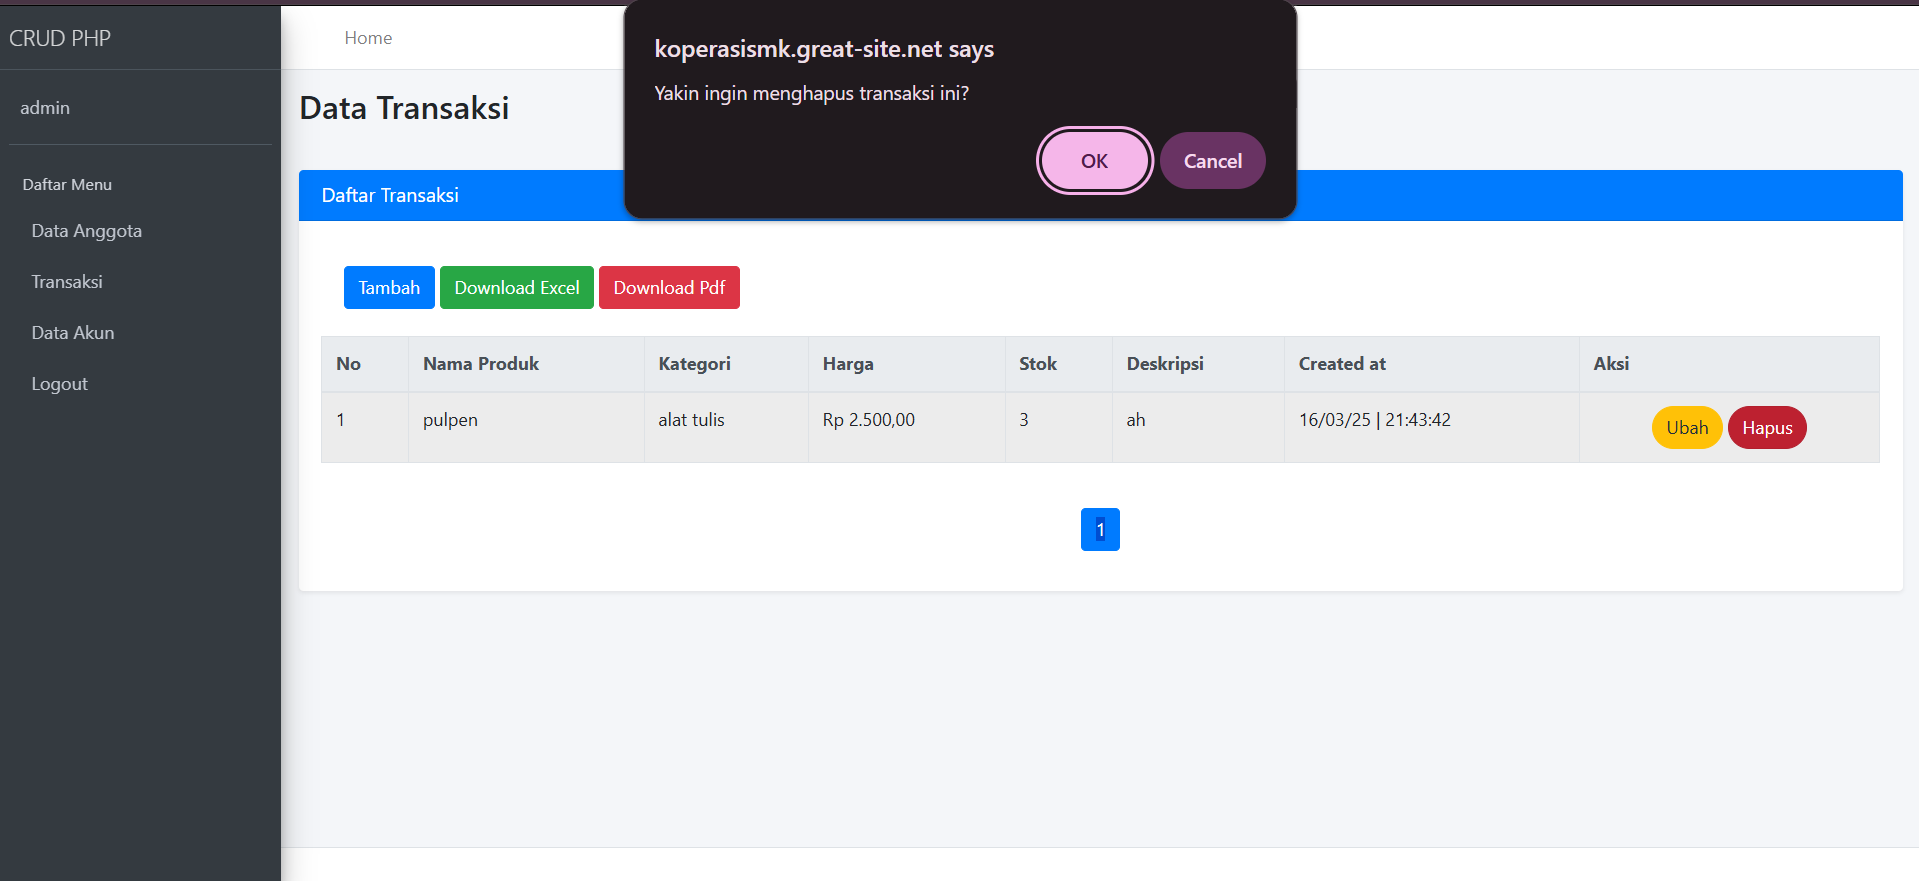 CRUD PHP
Home
koperasismk.great-site.net says
Yakin ingin menghapus transaksi ini?
OK
Cancel
admin
Daftar Menu
Data Anggota
Transaksi
Data Akun
Logout
Data Transaksi
Daftar Transaksi
Tambah Download Excel Download Pdf
No Nama Produk Kategori Harga Stok Deskripsi Created at Aksi
1 pulpen alat tulis Rp 2.500,00 3 ah 16/03/25 | 21:43:42 Ubah Hapus
1